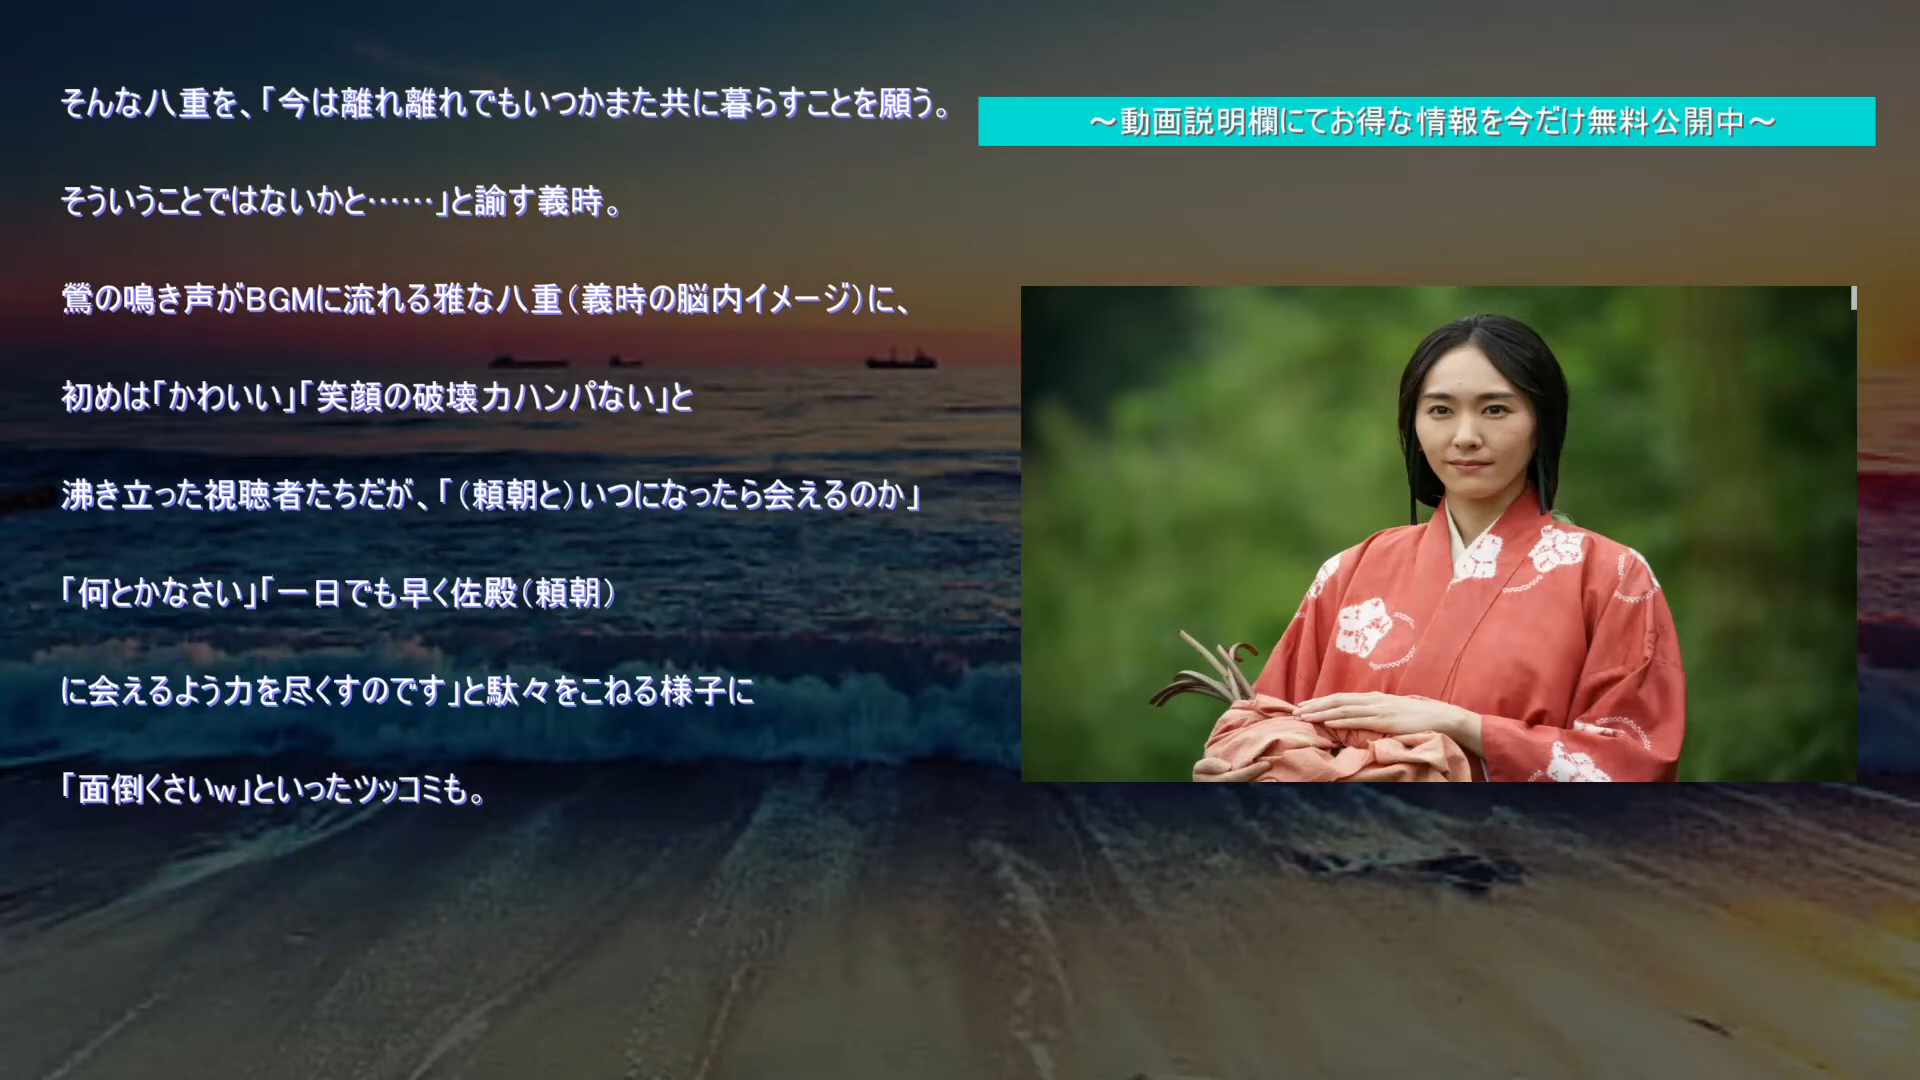 そんな八重を、「今は離れ離れでもいつかまた共に暮らすことを願う。
そういうことではないかと……」と諭す義時。
鶯の鳴き声がBGMに流れる雅な八重（義時の脳内イメージ）に、
初めは「かわいい」「笑顔の破壊力ハンパない」と
沸き立った視聴者たちだが、「（頼朝と）いつになったら会えるのか」
「何とかなさい」「一日でも早く佐殿（頼朝）
に会えるよう力を尽くすのです」と駄々をこねる様子に
「面倒くさいw」といったツッコミも。
～動画説明欄にてお得な情報を今だけ無料公開中～